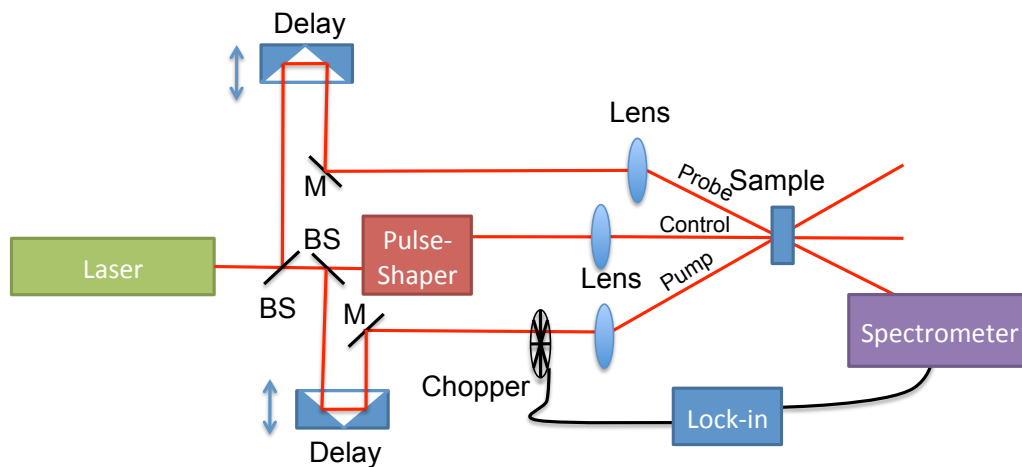 Delay
Lens
M
Probe
Sample
Control
BS
Pulse-
Shaper
Laser
BS
Lens
Pump
M
Spectrometer
Chopper
Lock-in
Delay